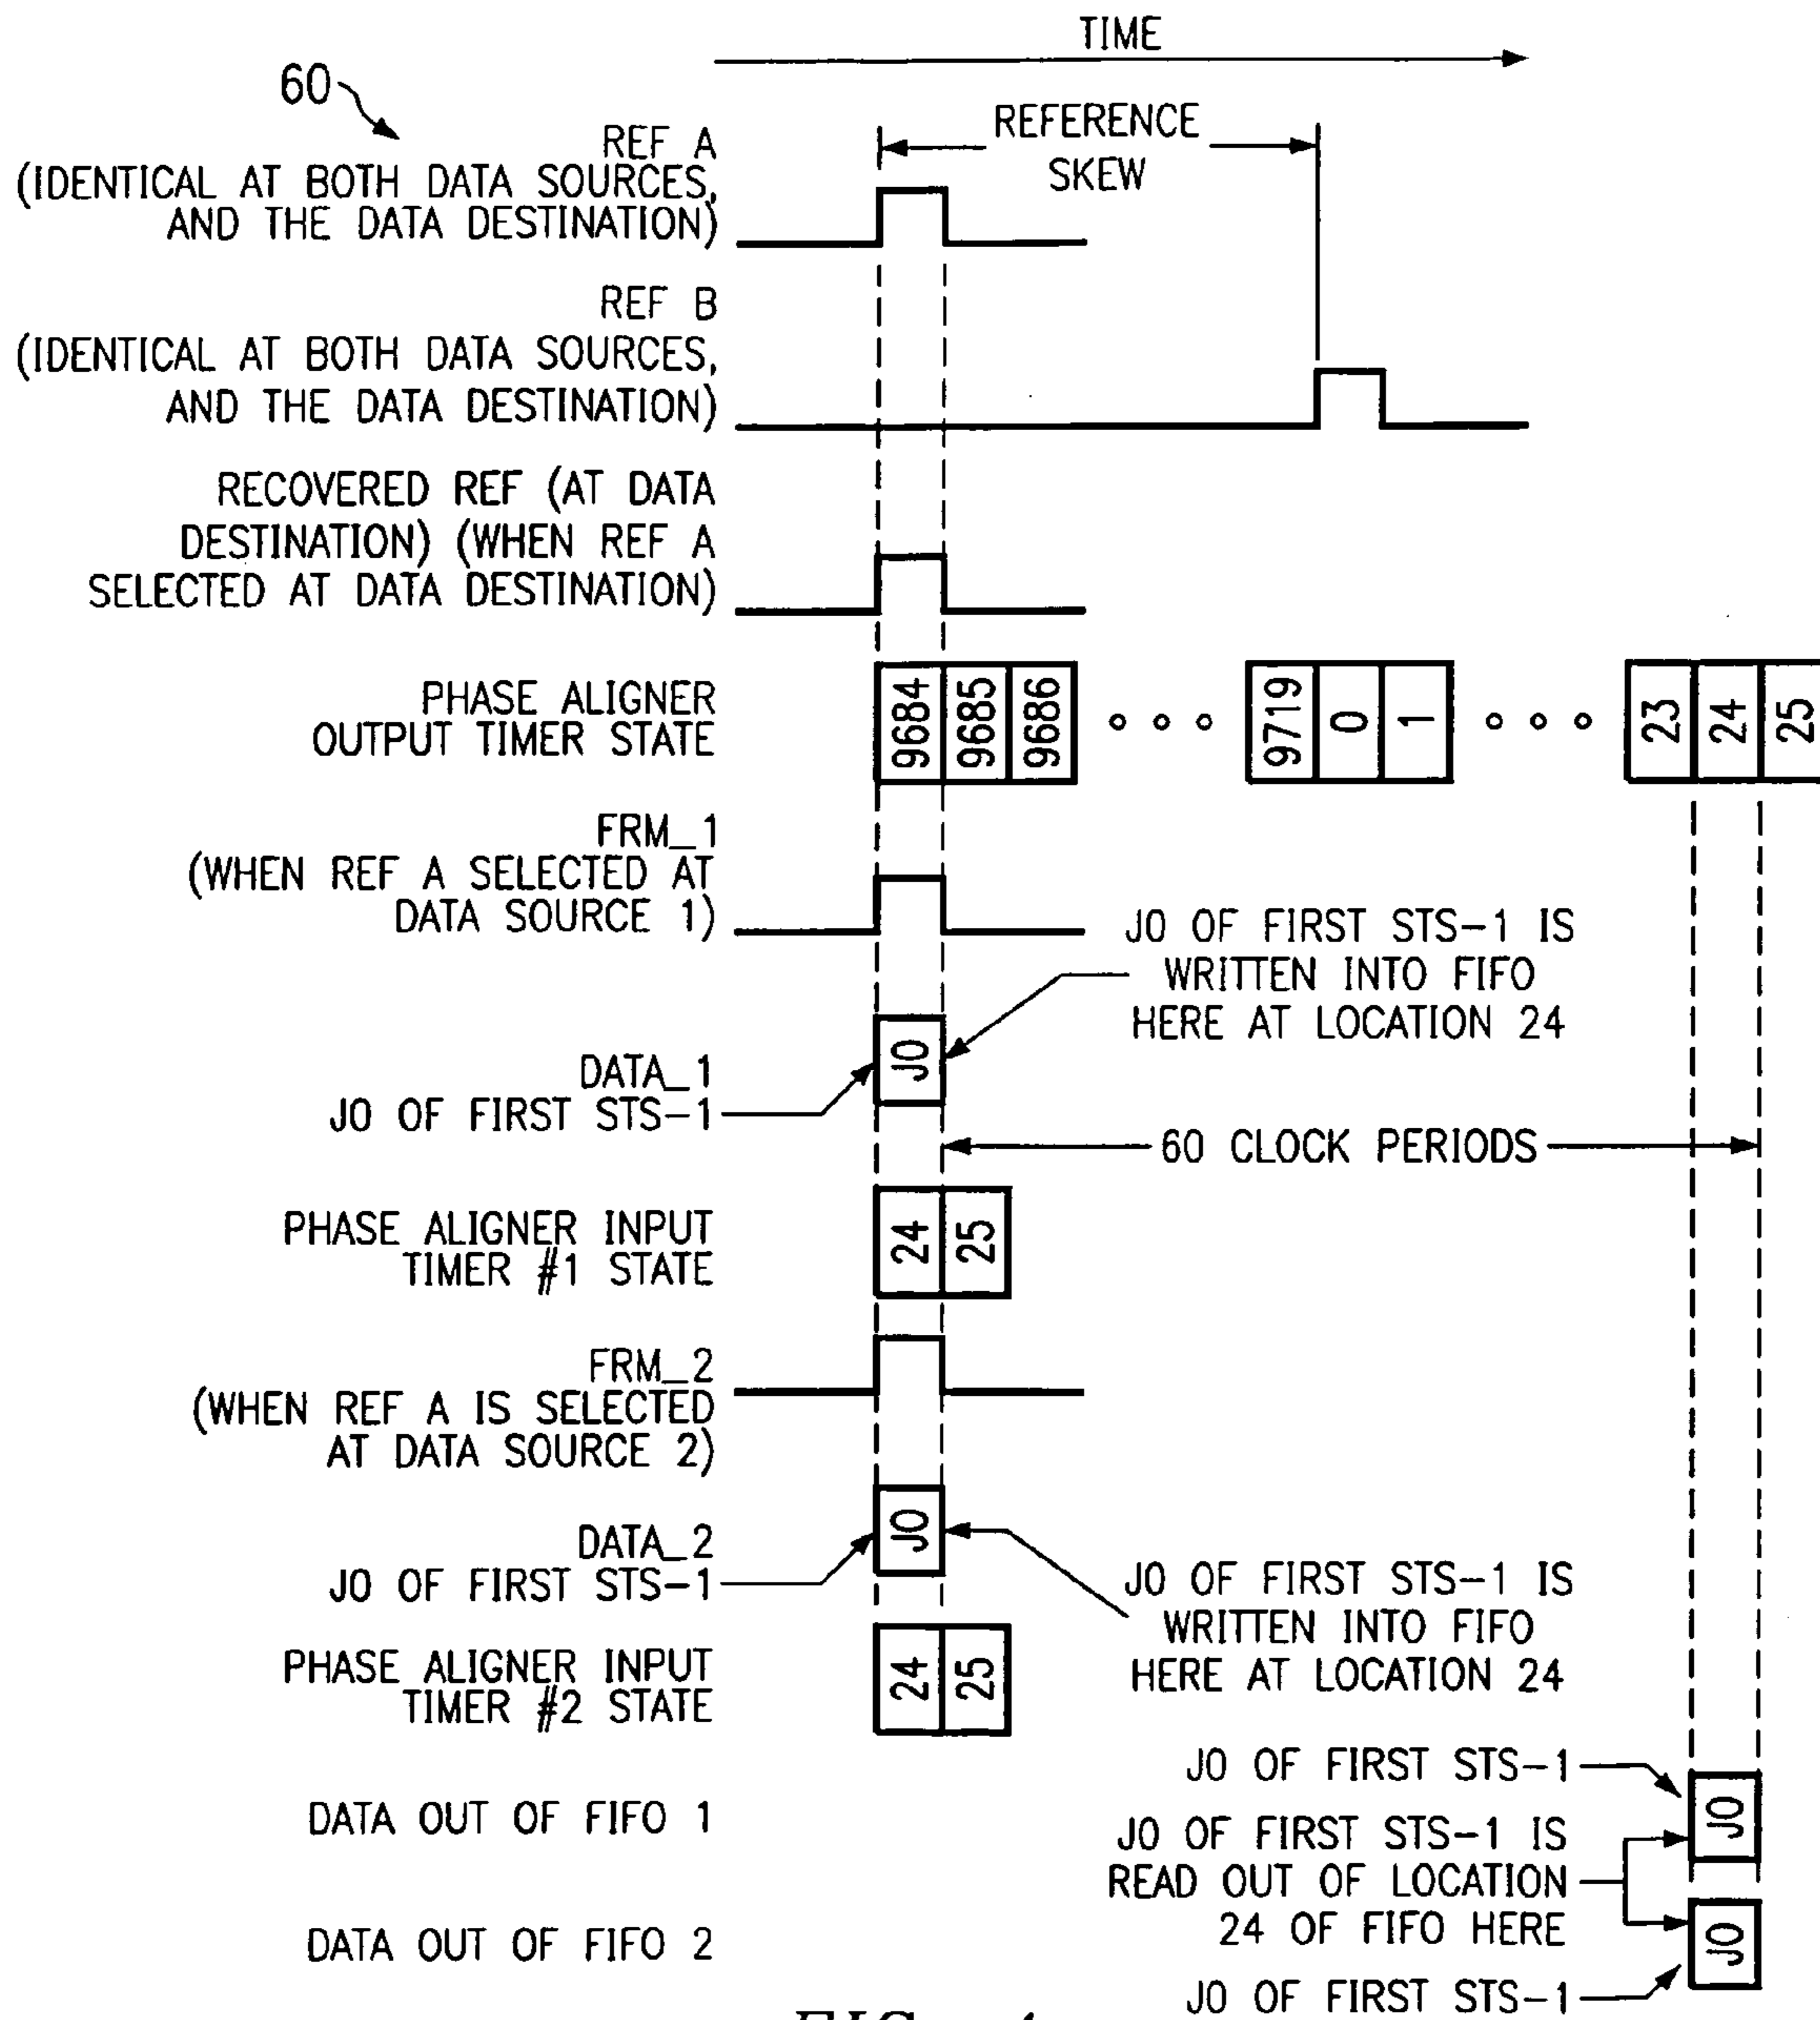 TIME
60
REFERENCE
SKEW
REF A
(IDENTICAL AT BOTH DATA SOURCES,
AND THE DATA DESTINATION)
REF B
(IDENTICAL AT BOTH DATA SOURCES,
AND THE DATA DESTINATION)
RECOVERED REF (AT DATA
DESTINATION) (WHEN REF A
SELECTED AT DATA DESTINATION)
PHASE ALIGNER
OUTPUT TIMER STATE
9684
9685
9686
9719
0
1
23
24
25
FRM_1
(WHEN REF A SELECTED AT
DATA SOURCE 1)
J0 OF FIRST STS-1 IS
WRITTEN INTO FIFO
HERE AT LOCATION 24
DATA_1
J0 OF FIRST STS-1
J0
60 CLOCK PERIODS
PHASE ALIGNER INPUT
TIMER #1 STATE
24
25
FRM_2
(WHEN REF A IS SELECTED
AT DATA SOURCE 2)
DATA_2
J0 OF FIRST STS-1
J0
J0 OF FIRST STS-1 IS
WRITTEN INTO FIFO
HERE AT LOCATION 24
PHASE ALIGNER INPUT
TIMER #2 STATE
24
25
J0 OF FIRST STS-1
DATA OUT OF FIFO 1
J0
J0 OF FIRST STS-1 IS
READ OUT OF LOCATION
24 OF FIFO HERE
DATA OUT OF FIFO 2
J0
J0 OF FIRST STS-1